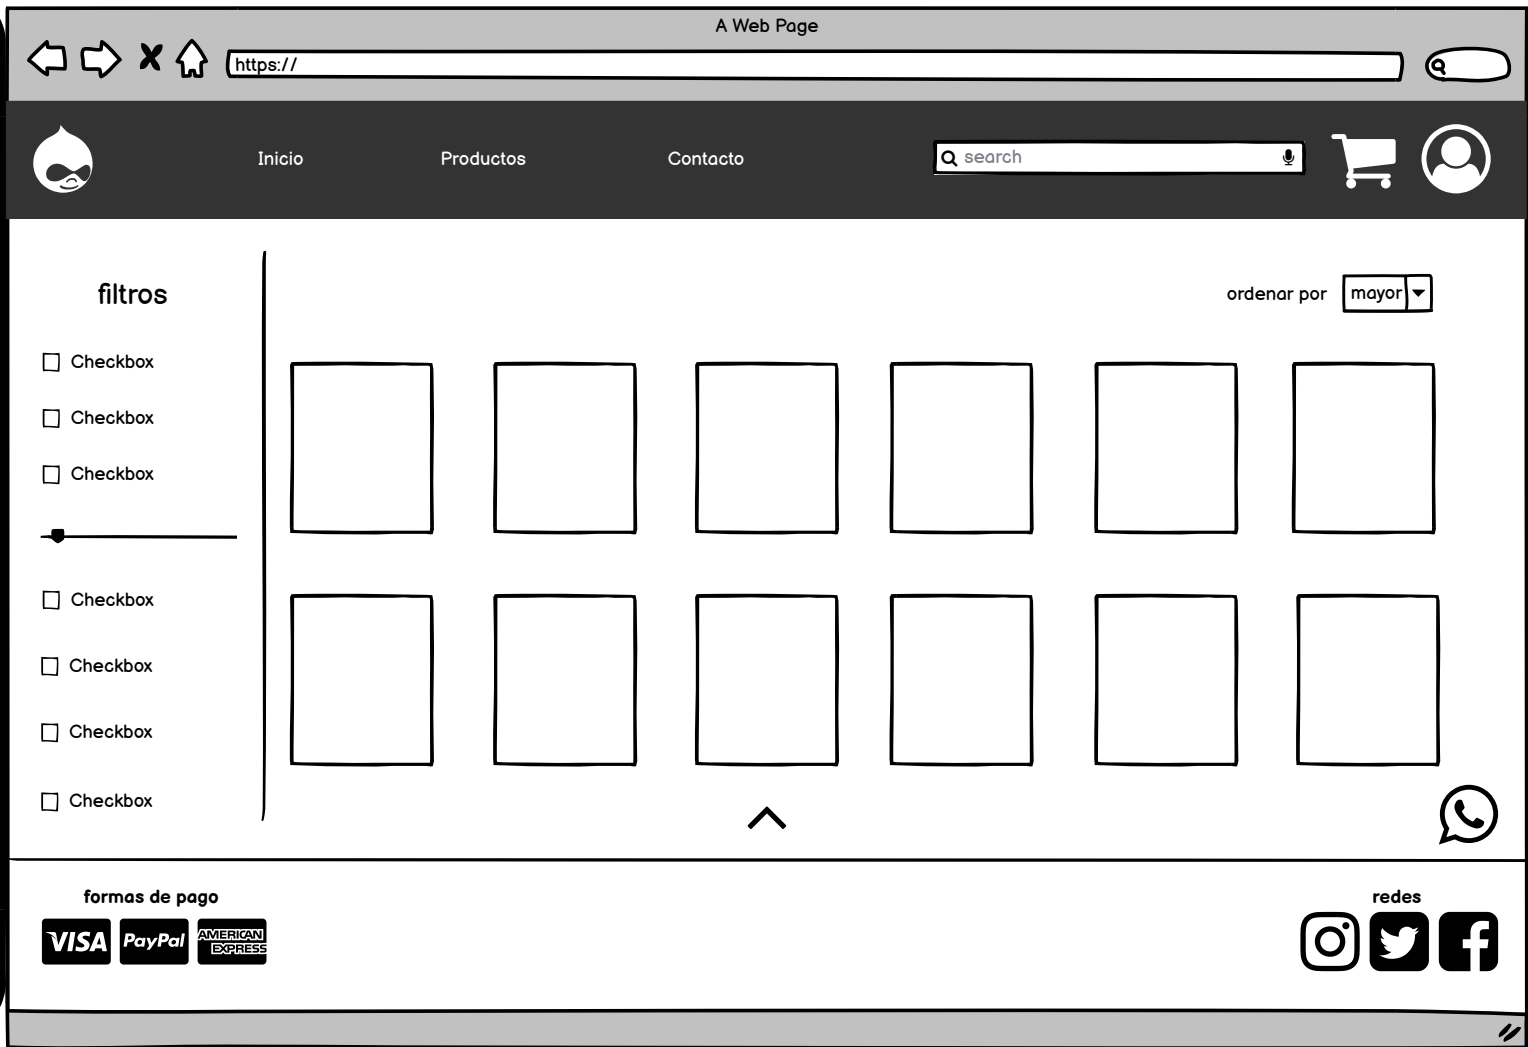 A Web Page
https://
Inicio
Productos
Contacto
search
filtros
ordenar por
mayor
Checkbox
Checkbox
Checkbox
Checkbox
Checkbox
Checkbox
Checkbox
formas de pago
VISA
PayPal
AMERICAN
EXPRESS
redes